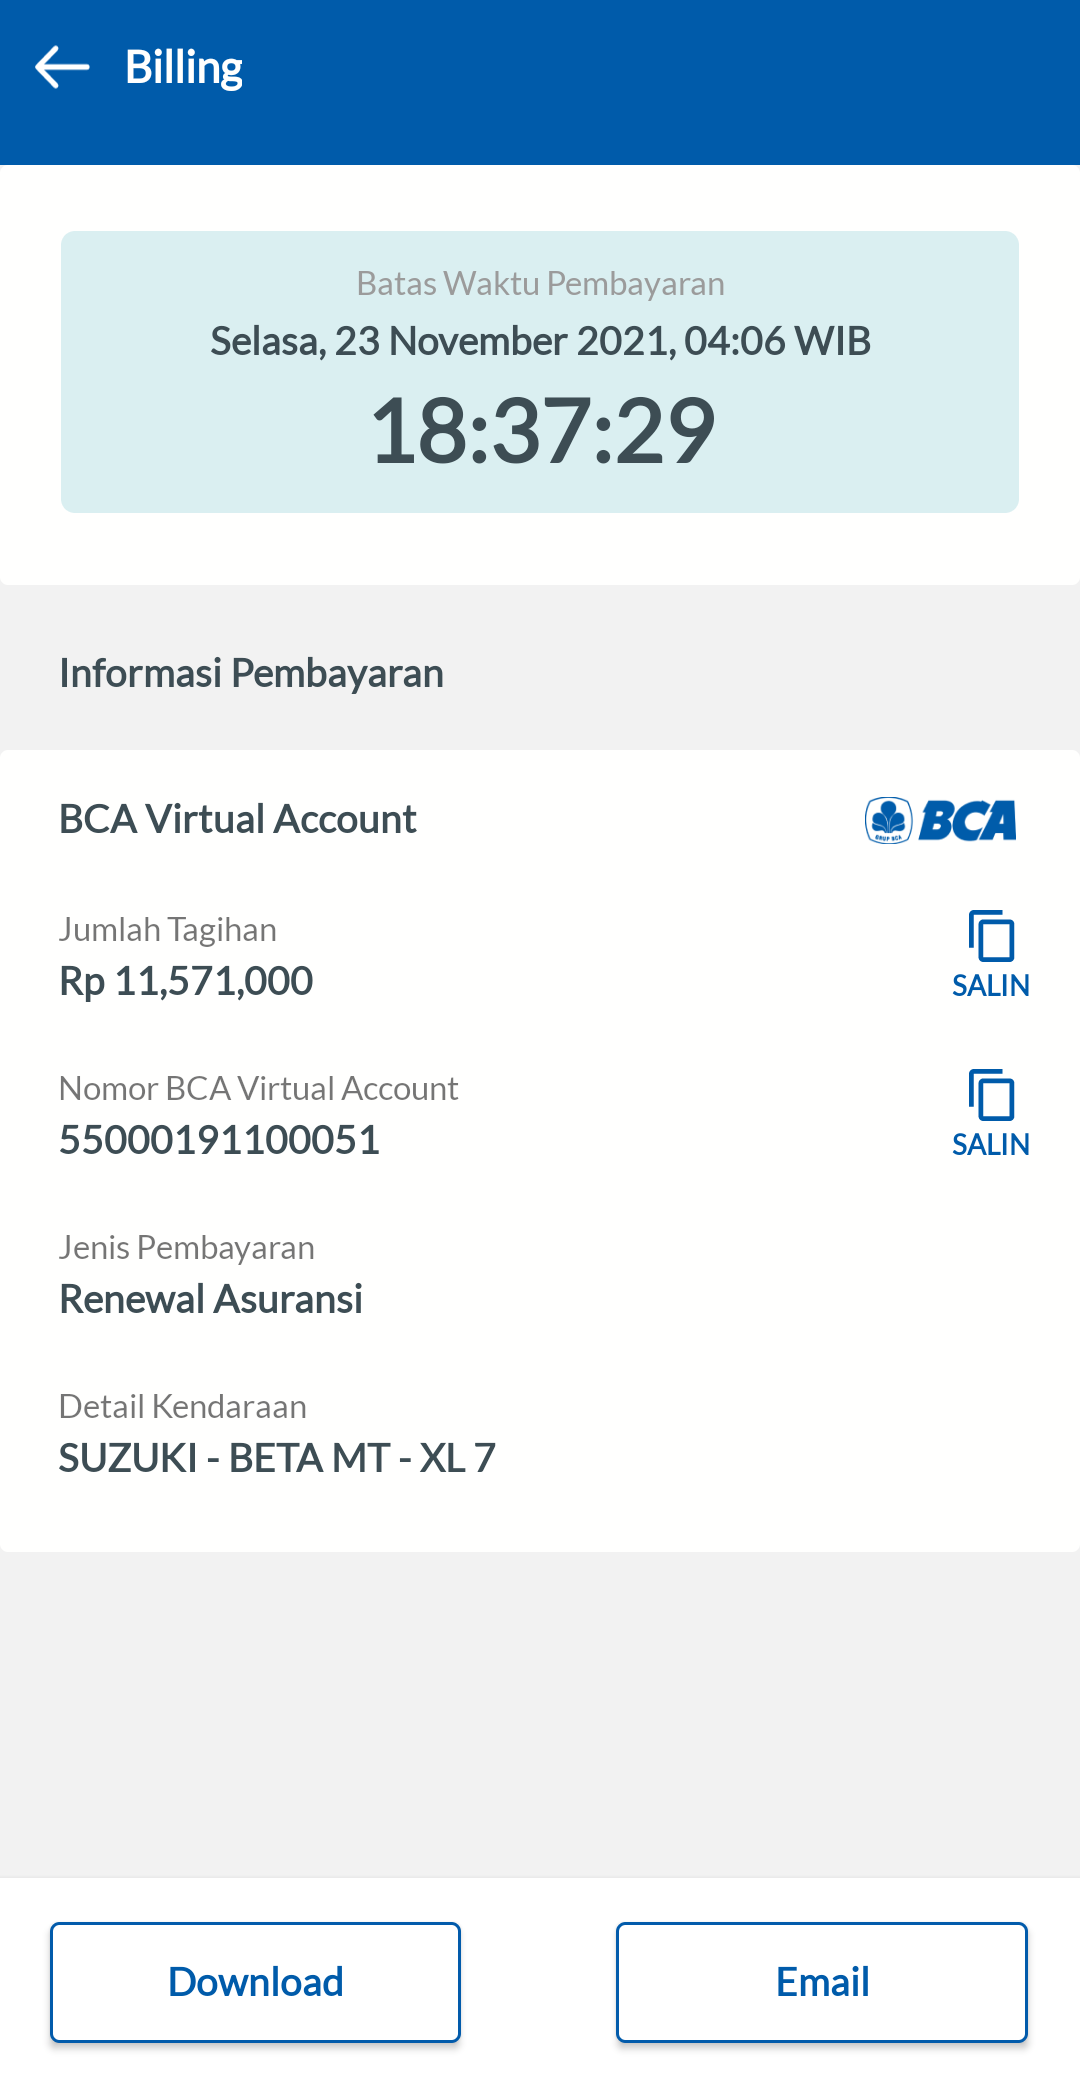 Billing
Batas Waktu Pembayaran
Selasa, 23 November 2021, 04:06 WIB
18:37:29
Informasi Pembayaran
BCA Virtual Account
GRUP BCA BCA
Jumlah Tagihan
Rp 11,571,000
SALIN
Nomor BCA Virtual Account
55000191100051
SALIN
Jenis Pembayaran
Renewal Asuransi
Detail Kendaraan
SUZUKI - BETA MT - XL 7
Download
Email